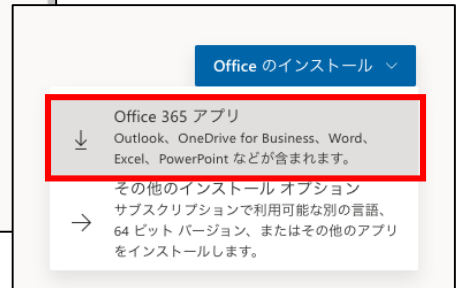 Office のインストール
Office 365 アプリ
Outlook、OneDrive for Business、Word、
Excel、PowerPoint などが含まれます。
その他のインストール オプション
サブスクリプションで利用可能な別の言語、
64 ビット バージョン、またはその他のアプリ
をインストールします。